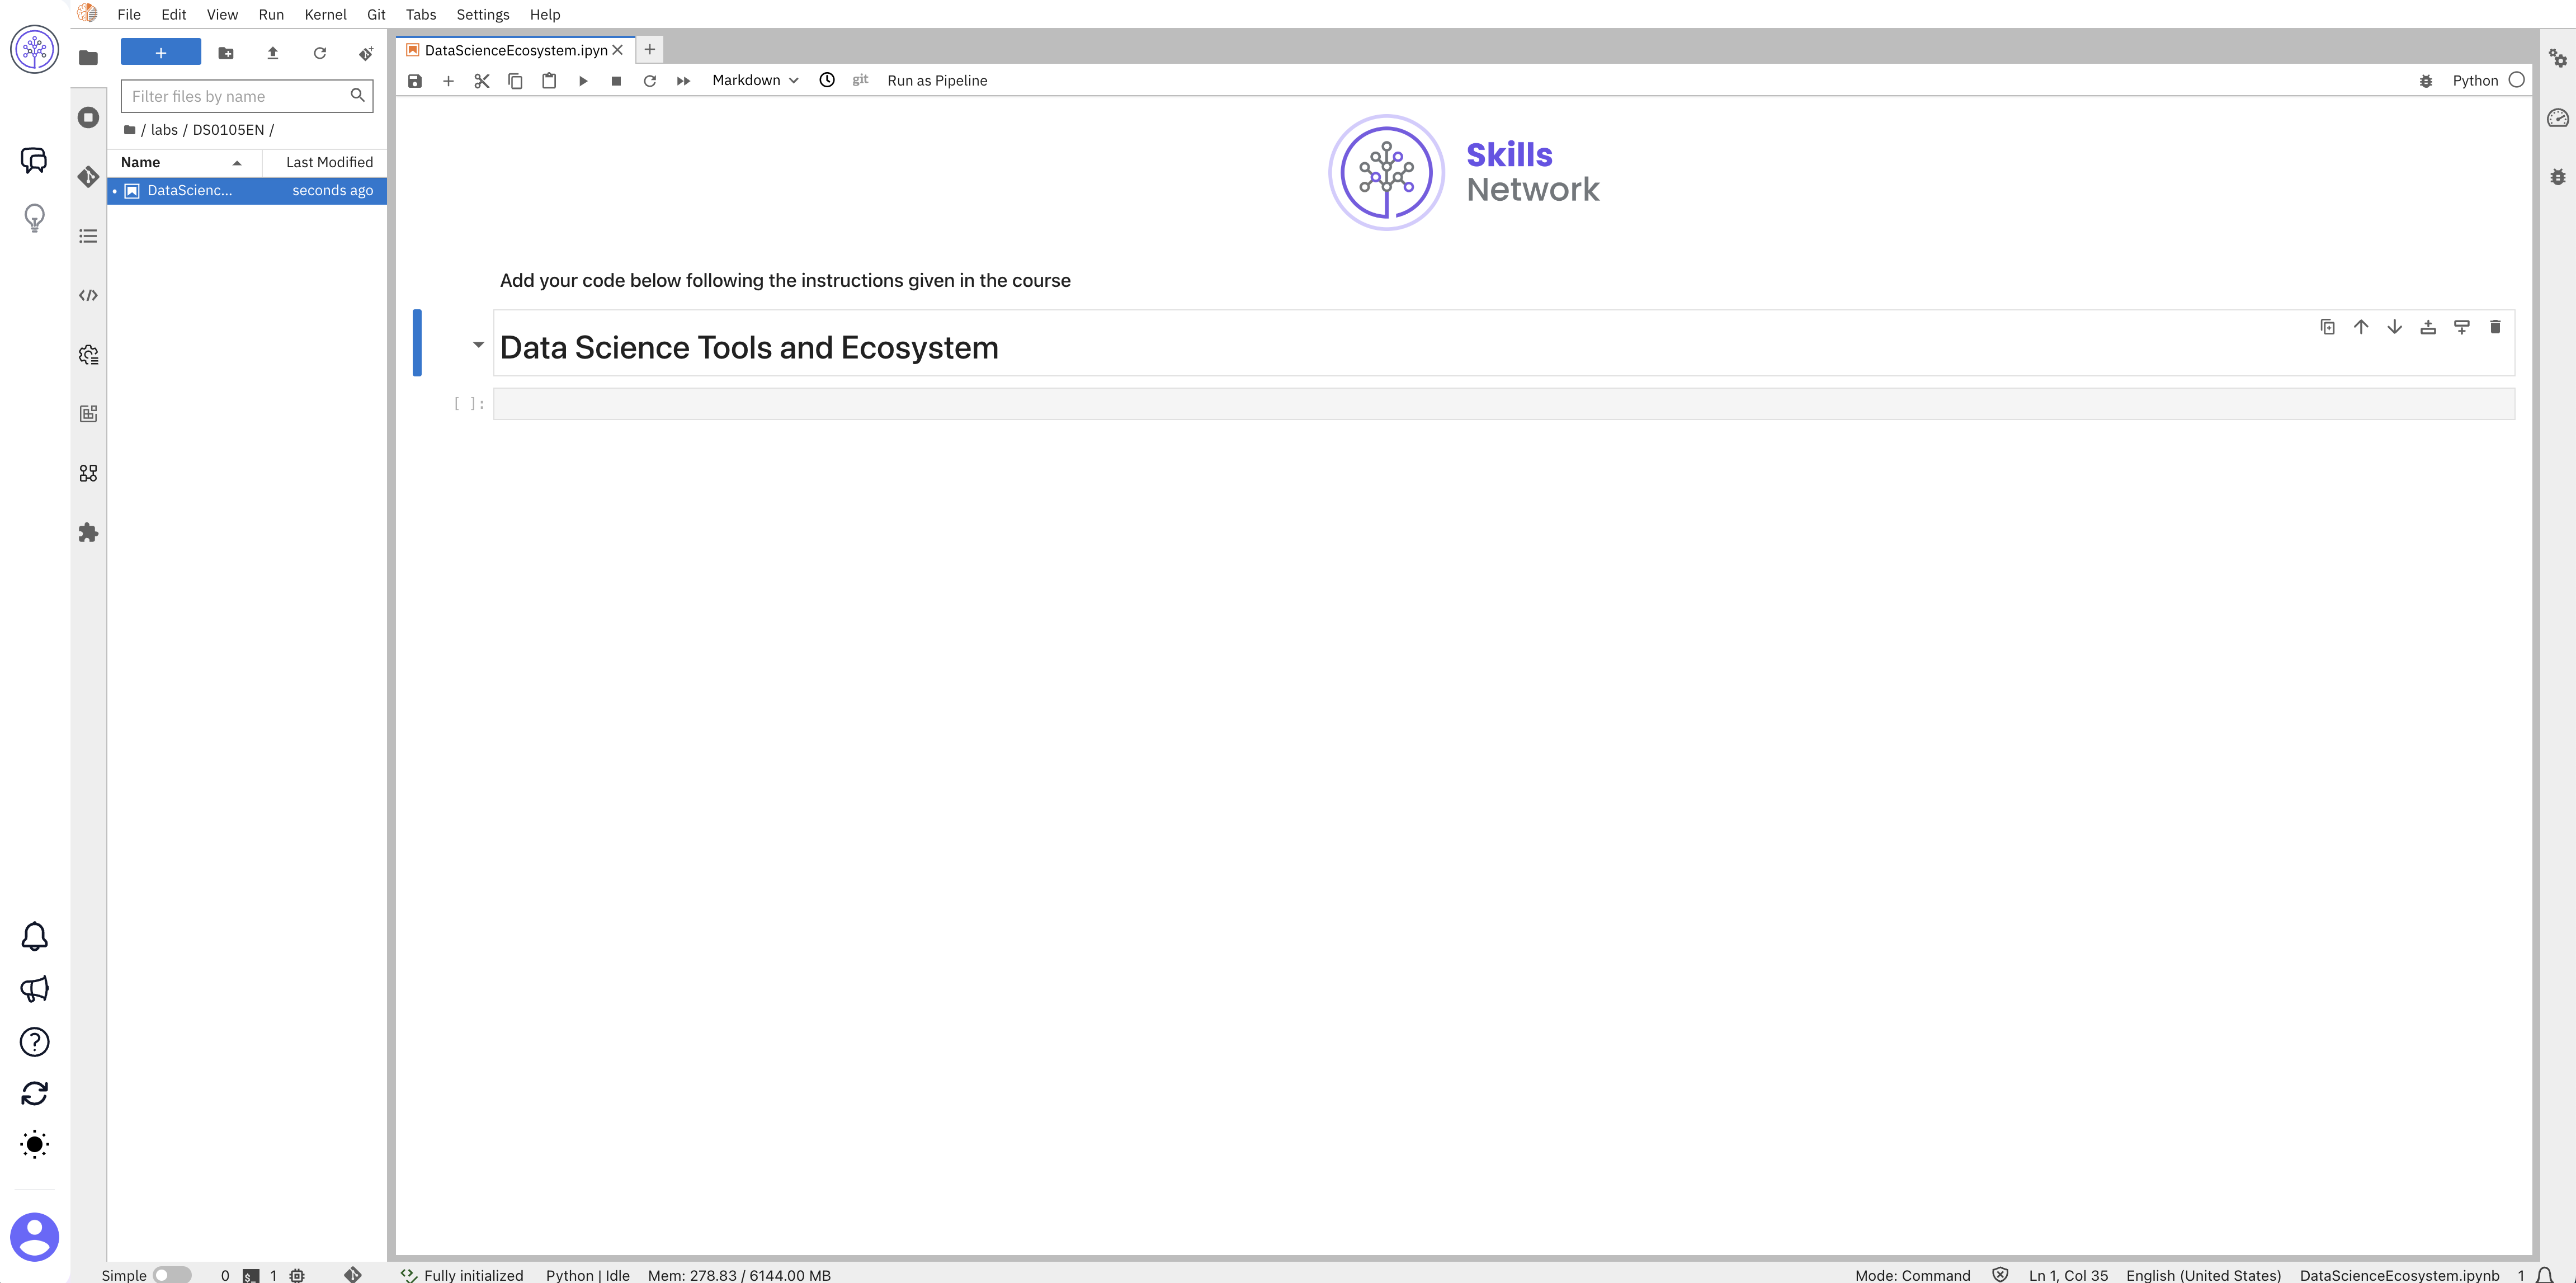 File Edit View Run Kernel Git Tabs Settings Help
+
Filter files by name
/ labs / DS0105EN /
Name Last Modified
DataScienc... seconds ago
DataScienceEcosystem.ipyn
Markdown git Run as Pipeline Python
Skills
Network
Add your code below following the instructions given in the course
Data Science Tools and Ecosystem
[ ]:
Simple 0 $_ 1 Fully initialized Python | Idle Mem: 278.83 / 6144.00 MB Mode: Command Ln 1, Col 35 English (United States) DataScienceEcosystem.ipynb 1